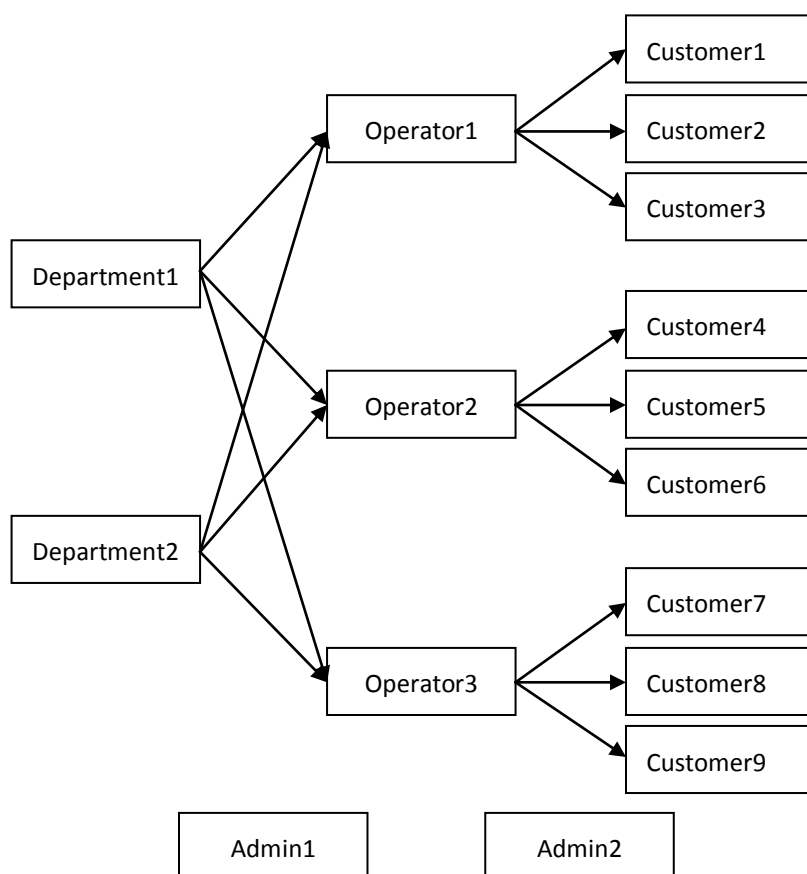 Department1
Department2
Operator1
Operator2
Operator3
Customer1
Customer2
Customer3
Customer4
Customer5
Customer6
Customer7
Customer8
Customer9
Admin1
Admin2